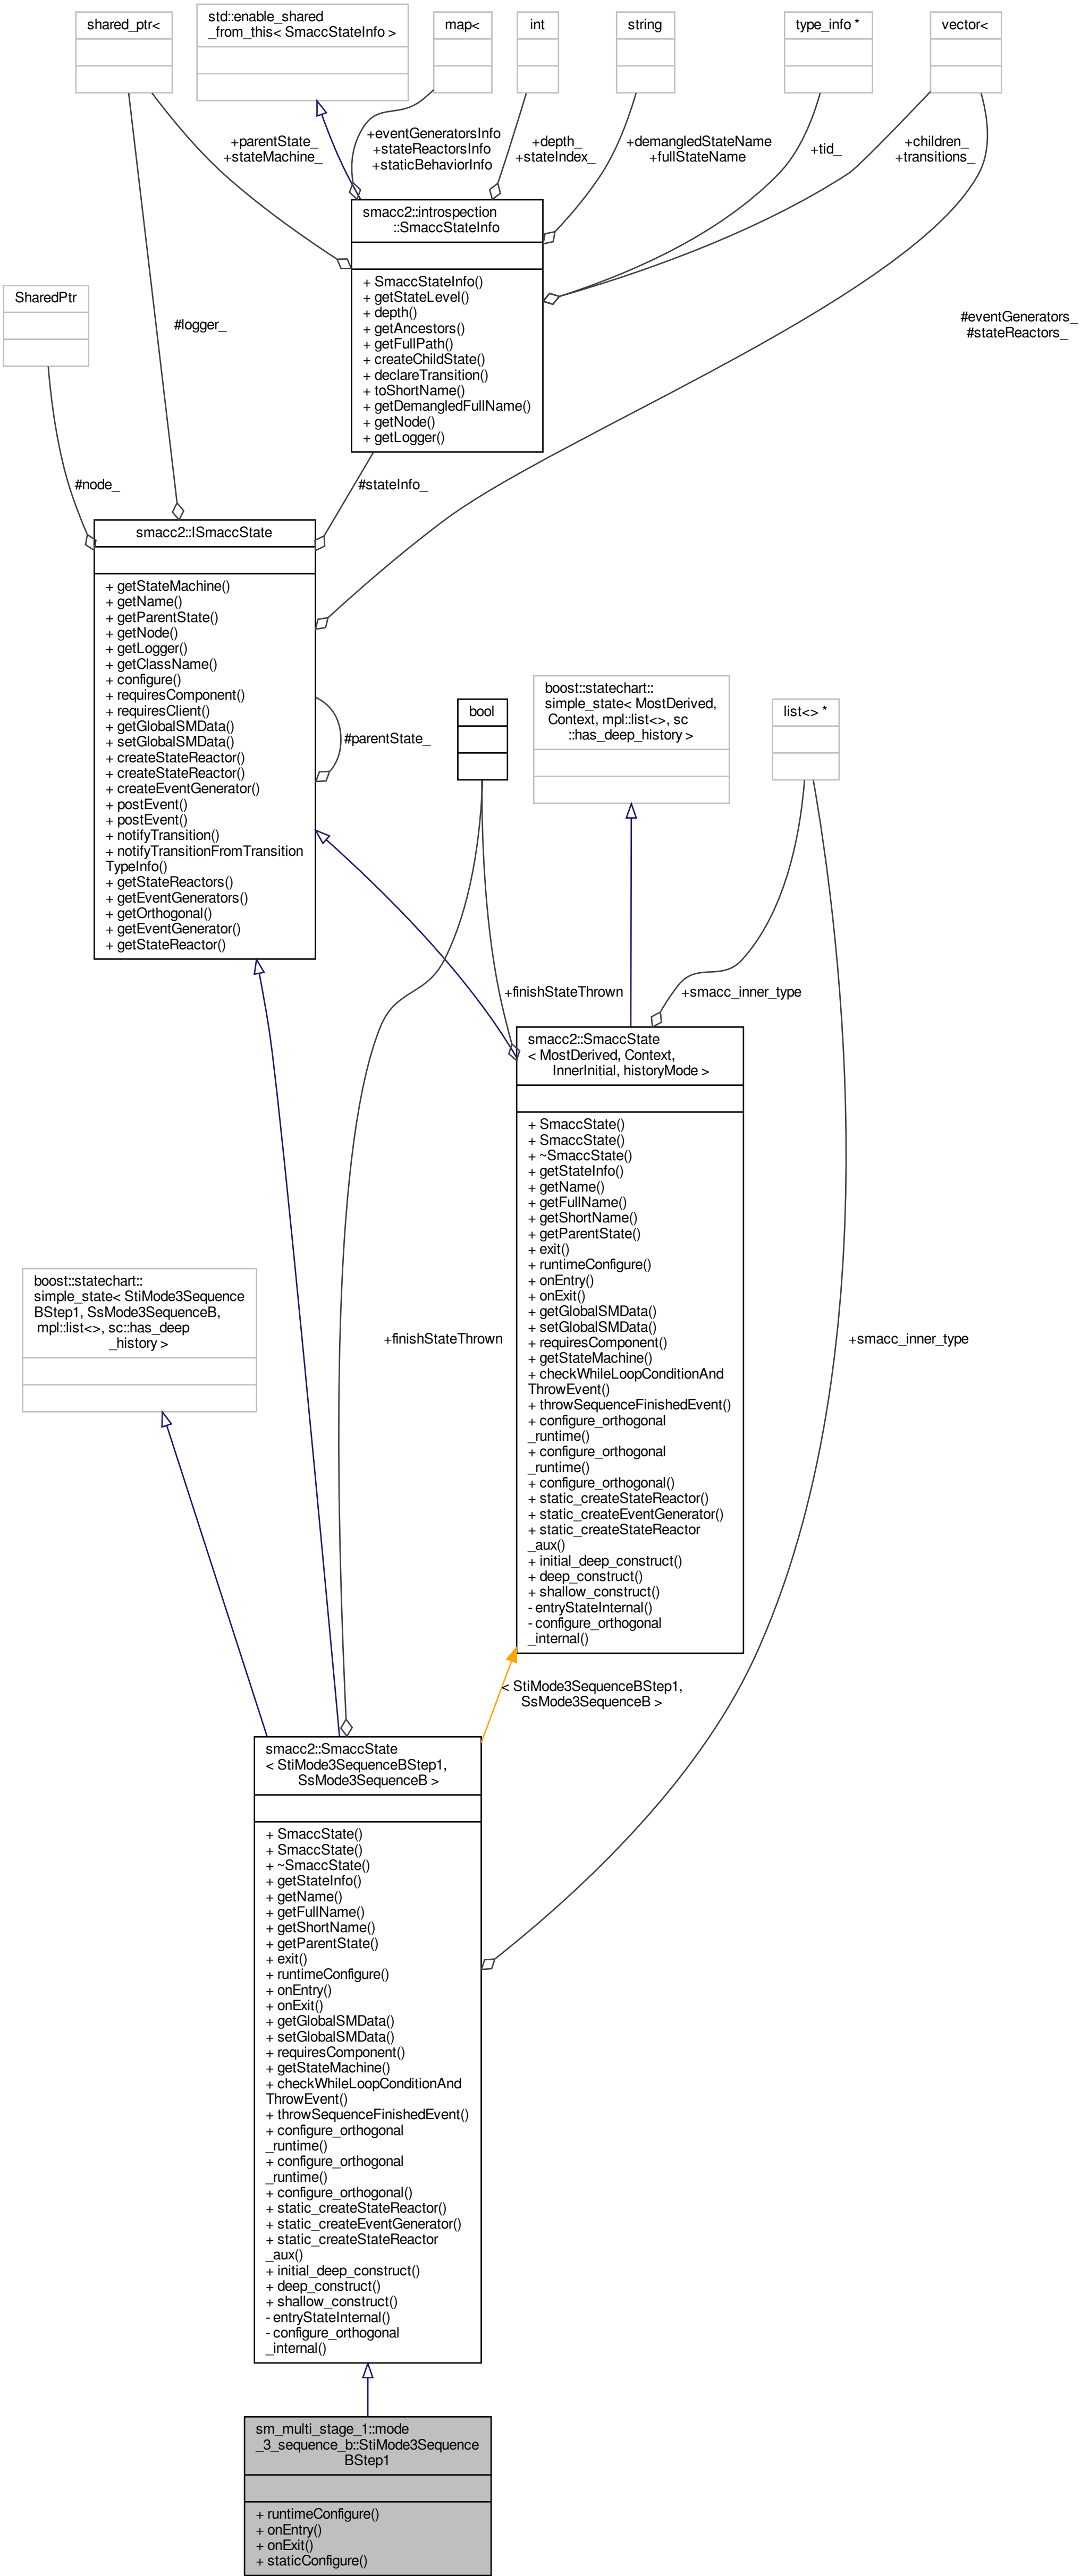 shared_ptr<
std::enable_shared
_from_this< SmaccStateInfo >
map<
int
string
type_info *
vector<
+parentState_
+stateMachine_
+eventGeneratorsInfo
+stateReactorsInfo
+staticBehaviorInfo
+depth_
+stateIndex_
+demangledStateName
+fullStateName
+tid_
+children_
+transitions_
smacc2::introspection
::SmaccStateInfo
+ SmaccStateInfo()
+ getStateLevel()
+ depth()
+ getAncestors()
+ getFullPath()
+ createChildState()
+ declareTransition()
+ toShortName()
+ getDemangledFullName()
+ getNode()
+ getLogger()
SharedPtr
#logger_
#eventGenerators_
#stateReactors_
#node_
#stateInfo_
smacc2::ISmaccState
+ getStateMachine()
+ getName()
+ getParentState()
+ getNode()
+ getLogger()
+ getClassName()
+ configure()
+ requiresComponent()
+ requiresClient()
+ getGlobalSMData()
+ setGlobalSMData()
+ createStateReactor()
+ createStateReactor()
+ createEventGenerator()
+ postEvent()
+ postEvent()
+ notifyTransition()
+ notifyTransitionFromTransition
TypeInfo()
+ getStateReactors()
+ getEventGenerators()
+ getOrthogonal()
+ getEventGenerator()
+ getStateReactor()
#parentState_
bool
boost::statechart::
simple_state< MostDerived,
Context, mpl::list<>, sc
::has_deep_history >
list<> *
+finishStateThrown
+smacc_inner_type
smacc2::SmaccState
< MostDerived, Context,
InnerInitial, historyMode >
+ SmaccState()
+ SmaccState()
+ ~SmaccState()
+ getStateInfo()
+ getName()
+ getFullName()
+ getShortName()
+ getParentState()
+ exit()
+ runtimeConfigure()
+ onEntry()
+ onExit()
+ getGlobalSMData()
+ setGlobalSMData()
+ requiresComponent()
+ getStateMachine()
+ checkWhileLoopConditionAnd
ThrowEvent()
+ throwSequenceFinishedEvent()
+ configure_orthogonal
_runtime()
+ configure_orthogonal
_runtime()
+ configure_orthogonal()
+ static_createStateReactor()
+ static_createEventGenerator()
+ static_createStateReactor
_aux()
+ initial_deep_construct()
+ deep_construct()
+ shallow_construct()
- entryStateInternal()
- configure_orthogonal
_internal()
boost::statechart::
simple_state< StiMode3Sequence
BStep1, SsMode3SequenceB,
mpl::list<>, sc::has_deep
_history >
+finishStateThrown
+smacc_inner_type
< StiMode3SequenceBStep1,
SsMode3SequenceB >
smacc2::SmaccState
< StiMode3SequenceBStep1,
SsMode3SequenceB >
+ SmaccState()
+ SmaccState()
+ ~SmaccState()
+ getStateInfo()
+ getName()
+ getFullName()
+ getShortName()
+ getParentState()
+ exit()
+ runtimeConfigure()
+ onEntry()
+ onExit()
+ getGlobalSMData()
+ setGlobalSMData()
+ requiresComponent()
+ getStateMachine()
+ checkWhileLoopConditionAnd
ThrowEvent()
+ throwSequenceFinishedEvent()
+ configure_orthogonal
_runtime()
+ configure_orthogonal
_runtime()
+ configure_orthogonal()
+ static_createStateReactor()
+ static_createEventGenerator()
+ static_createStateReactor
_aux()
+ initial_deep_construct()
+ deep_construct()
+ shallow_construct()
- entryStateInternal()
- configure_orthogonal
_internal()
sm_multi_stage_1::mode
_3_sequence_b::StiMode3Sequence
BStep1
+ runtimeConfigure()
+ onEntry()
+ onExit()
+ staticConfigure()